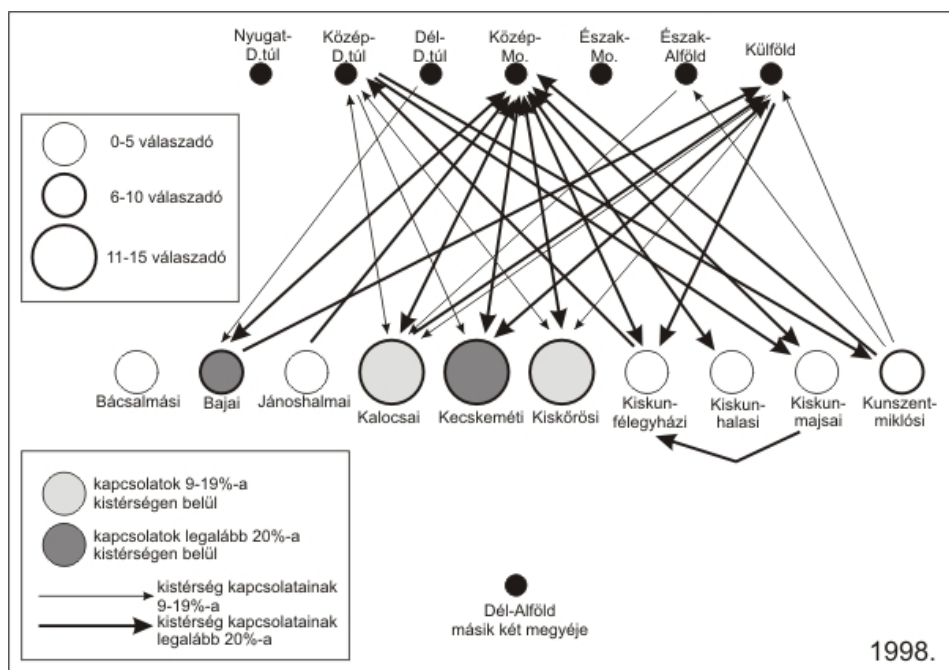 Nyugat-
D.túl
Közép-
D.túl
Dél-
D.túl
Közép-
Mo.
Észak-
Mo.
Észak-
Alföld
Külföld
0-5 válaszadó
6-10 válaszadó
11-15 válaszadó
Bácsalmási
Bajai
Jánoshalmai
Kalocsai
Kecskeméti
Kiskőrösi
Kiskun-
félegyházi
Kiskun-
halasi
Kiskun-
majsai
Kunszent-
miklósi
kapcsolatok 9-19%-a
kistérségen belül
kapcsolatok legalább 20%-a
kistérségen belül
kistérség kapcsolatainak
9-19%-a
kistérség kapcsolatainak
legalább 20%-a
Dél-Alföld
másik két megyéje
1998.